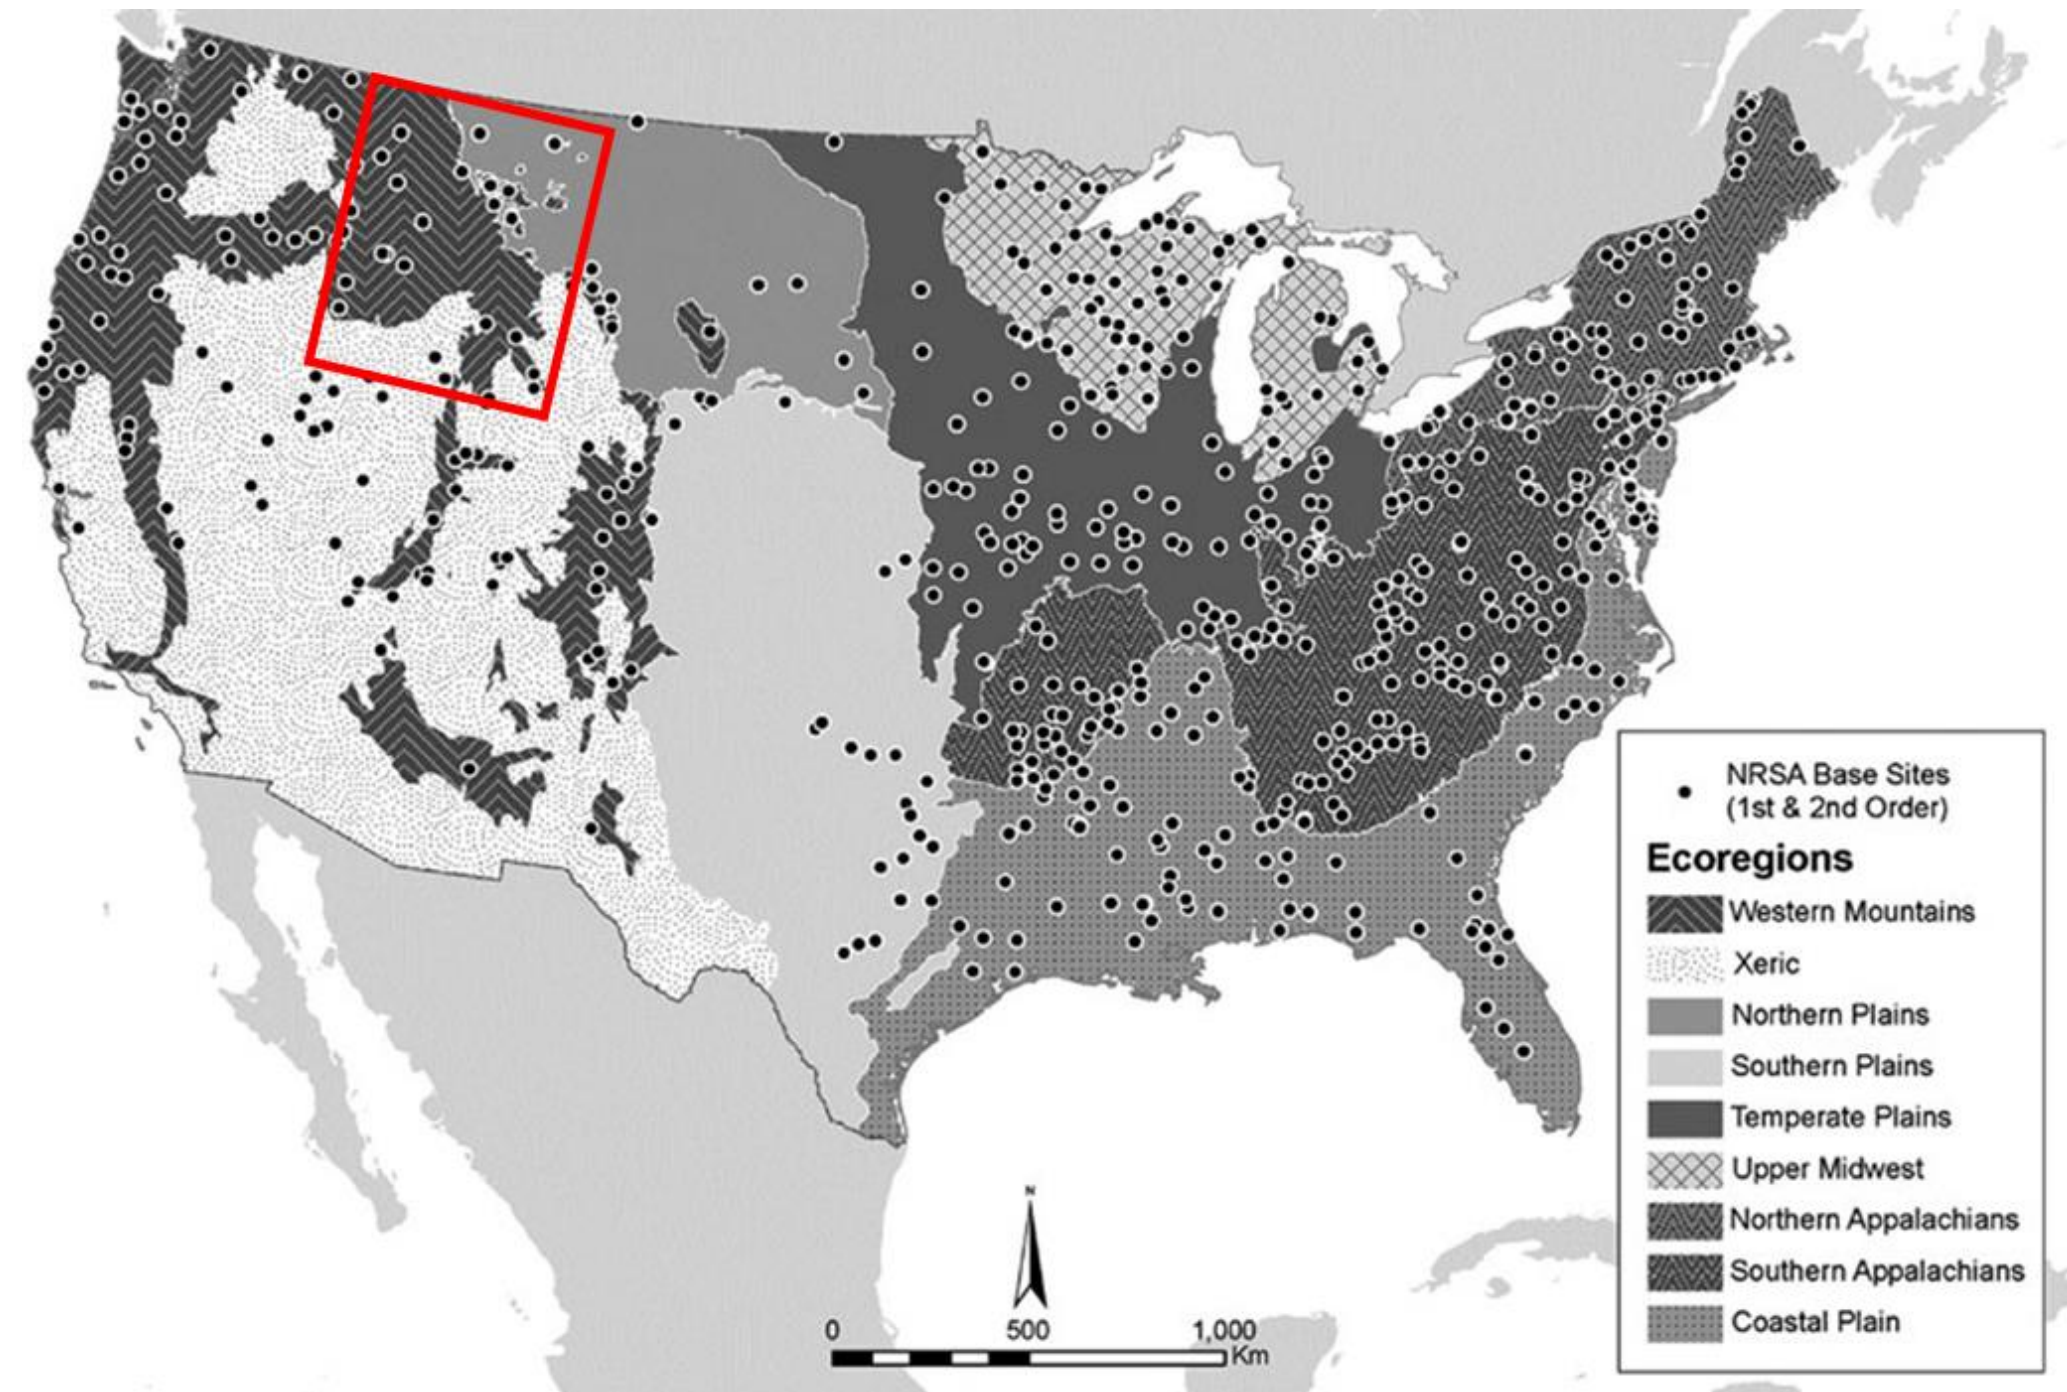 NRSA Base Sites
(1st & 2nd Order)
Ecoregions
Western Mountains
Xeric
Northern Plains
Southern Plains
Temperate Plains
Upper Midwest
Northern Appalachians
Southern Appalachians
Coastal Plain
N
0 500 1,000
Km